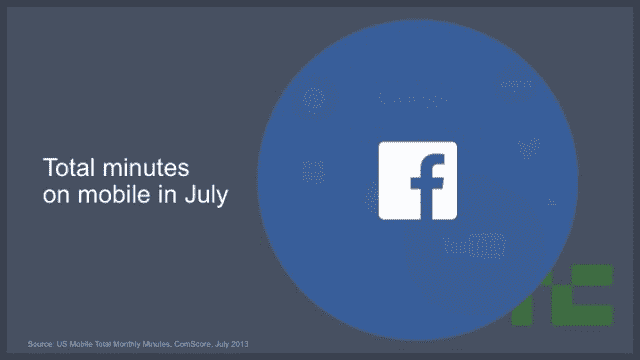 Total minutes
on mobile in July
Source: US Mobile Total Monthly Minutes, ComScore, July 2013